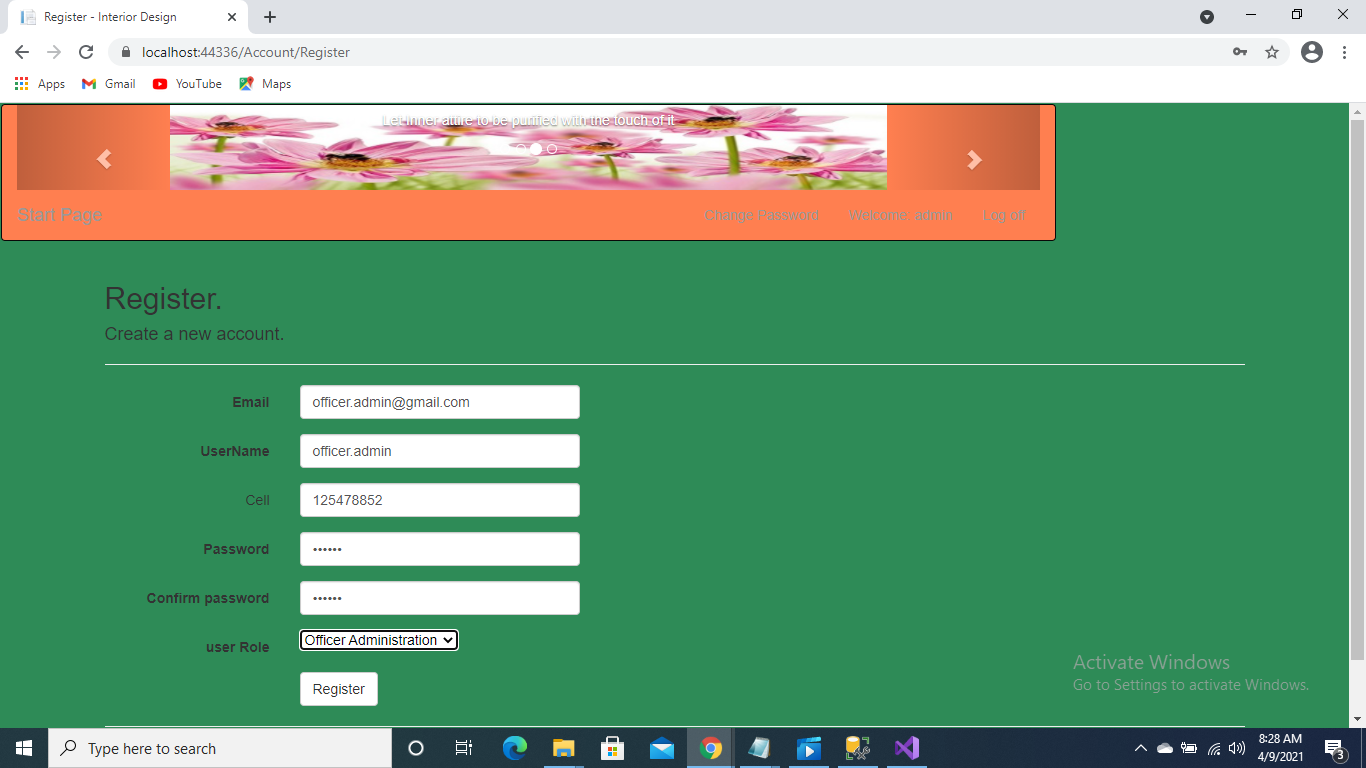 Register - Interior Design
localhost:44336/Account/Register
Apps Gmail YouTube Maps
Let inner atture to be purified with the touch of it
Start Page Change Password Welcome: admin Log off
Register.
Create a new account.
Email officer.admin@gmail.com
UserName officer.admin
Cell 125478852
Password ••••••
Confirm password ••••••
user Role Officer Administration
Register
Activate Windows
Go to Settings to activate Windows.
Type here to search
8:28 AM
4/9/2021
3